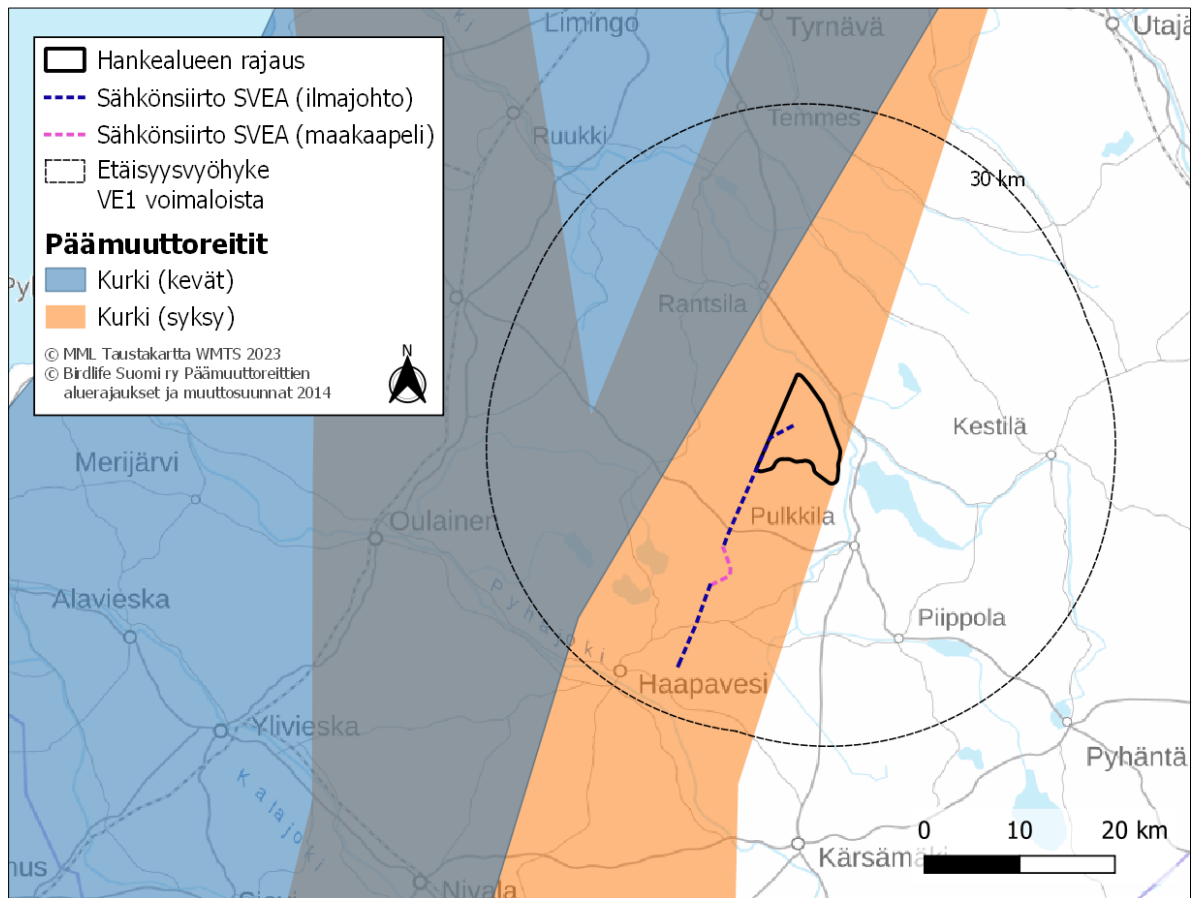 Limingo
Tyrnävä
Utajä
Hankealueen rajaus
Sähkönsiirto SVEA (ilmajohto)
Sähkönsiirto SVEA (maakaapeli)
Etäisyysvyöhyke
VE1 voimaloista
Päämuuttoreitit
Kurki (kevät)
Kurki (syksy)
© MML Taustakartta WMTS 2023
© Birdlife Suomi ry Päämuuttoreittien
aluerajaukset ja muuttosuunnat 2014
N
Ruukki
Temmes
30 km
Rantsila
Kestilä
Merijärvi
Oulainen
Pulkkila
Alavieska
Pyhäjoki
Piippola
Haapavesi
Ylivieska
Kalajoki
Pyhäntä
Kärsämäki
0 10 20 km
Nivala